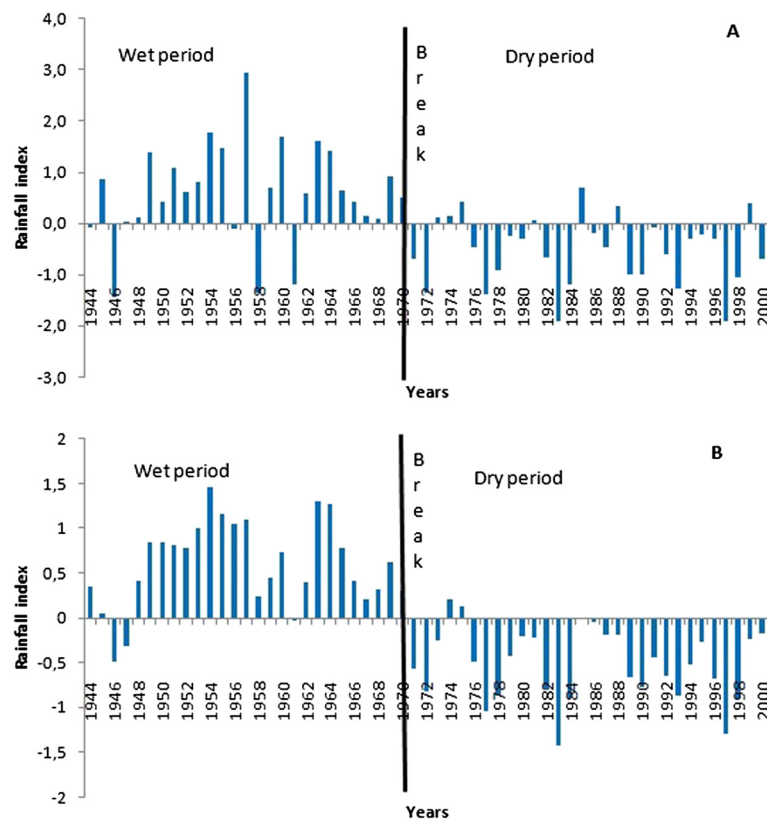 4,0
A
Wet period
B
r
e
a
k
Dry period
3,0
2,0
1,0
0,0
-1,0
-2,0
-3,0
Rainfall index
1944 1946 1948 1950 1952 1954 1956 1958 1960 1962 1964 1966 1968 1970 1972 1974 1976 1978 1980 1982 1984 1986 1988 1990 1992 1994 1996 1998 2000
Years
2
B
Wet period
B
r
e
a
k
Dry period
1,5
1
0,5
0
-0,5
-1
-1,5
-2
Rainfall index
1944 1946 1948 1950 1952 1954 1956 1958 1960 1962 1964 1966 1968 1970 1972 1974 1976 1978 1980 1982 1984 1986 1988 1990 1992 1994 1996 1998 2000
Years